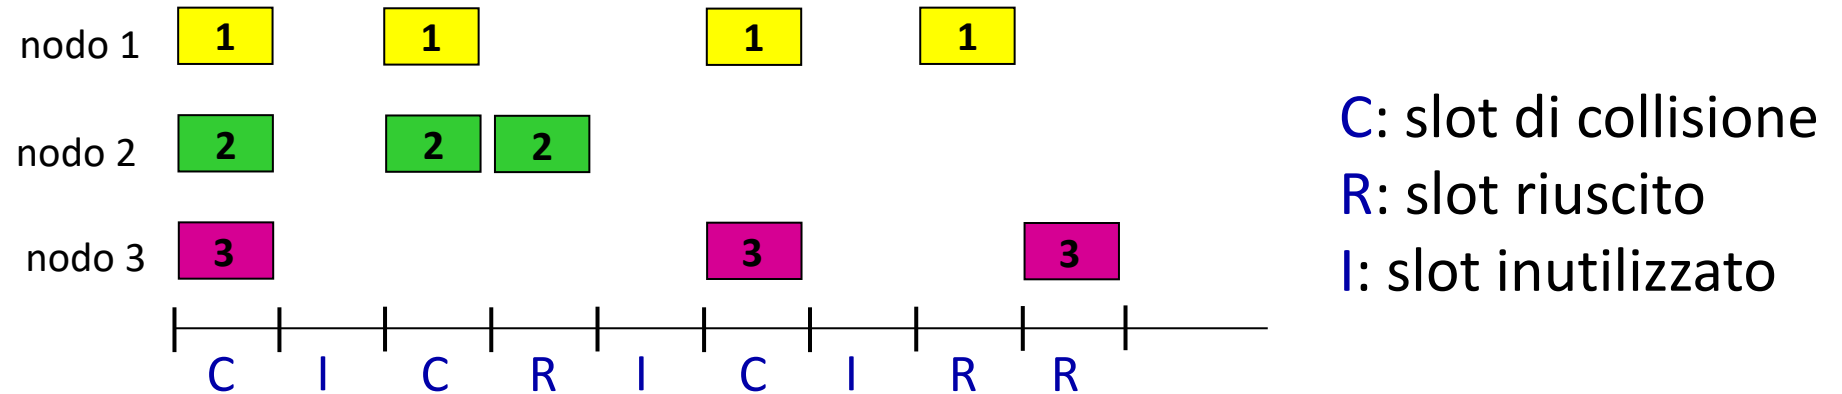 nodo 1 1 1 1 1
nodo 2 2 2 2
nodo 3 3 3 3
C I C R I C I R R
C: slot di collisione
R: slot riuscito
I: slot inutilizzato